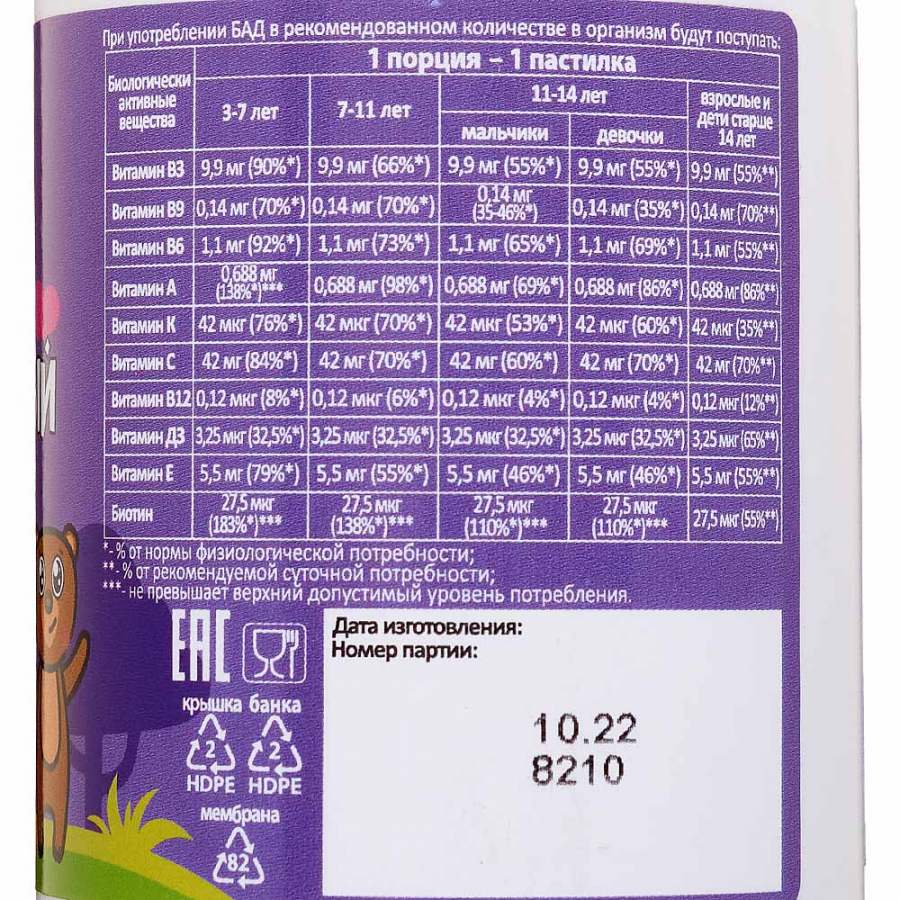 При употреблении БАД в рекомендованном количестве в организм будут поступать:
Биологически активные вещества | 1 порция – 1 пастилка
3-7 лет | 7-11 лет | 11-14 лет | взрослые и дети старше 14 лет
мальчики | девочки
Витамин В3 | 9,9 мг (90%*) | 9,9 мг (66%*) | 9,9 мг (55%*) | 9,9 мг (55%*) | 9,9 мг (55%**)
Витамин В9 | 0,14 мг (70%*) | 0,14 мг (70%*) | 0,14 мг (35-46%*) | 0,14 мг (35%*) | 0,14 мг (70%**)
Витамин В6 | 1,1 мг (92%*) | 1,1 мг (73%*) | 1,1 мг (65%*) | 1,1 мг (69%*) | 1,1 мг (55%**)
Витамин А | 0,688 мг (138%*)*** | 0,688 мг (98%*) | 0,688 мг (69%*) | 0,688 мг (86%*) | 0,688 мг (86%**)
Витамин К | 42 мкг (76%*) | 42 мкг (70%*) | 42 мкг (53%*) | 42 мкг (60%*) | 42 мкг (35%**)
Витамин С | 42 мг (84%*) | 42 мг (70%*) | 42 мг (60%*) | 42 мг (70%*) | 42 мг (70%**)
Витамин В12 | 0,12 мкг (8%*) | 0,12 мкг (6%*) | 0,12 мкг (4%*) | 0,12 мкг (4%*) | 0,12 мкг (12%**)
Витамин Д3 | 3,25 мкг (32,5%*) | 3,25 мкг (32,5%*) | 3,25 мкг (32,5%*) | 3,25 мкг (32,5%*) | 3,25 мкг (65%**)
Витамин Е | 5,5 мг (79%*) | 5,5 мг (55%*) | 5,5 мг (46%*) | 5,5 мг (46%*) | 5,5 мг (55%**)
Биотин | 27,5 мкг (183%*)*** | 27,5 мкг (138%*)*** | 27,5 мкг (110%*)*** | 27,5 мкг (110%*)*** | 27,5 мкг (55%**)
*- % от нормы физиологической потребности;
**- % от рекомендуемой суточной потребности;
***- не превышает верхний допустимый уровень потребления.
ЕАС
Дата изготовления:
Номер партии:
10.22
8210
крышка банка
2 2
HDPE HDPE
мембрана
82